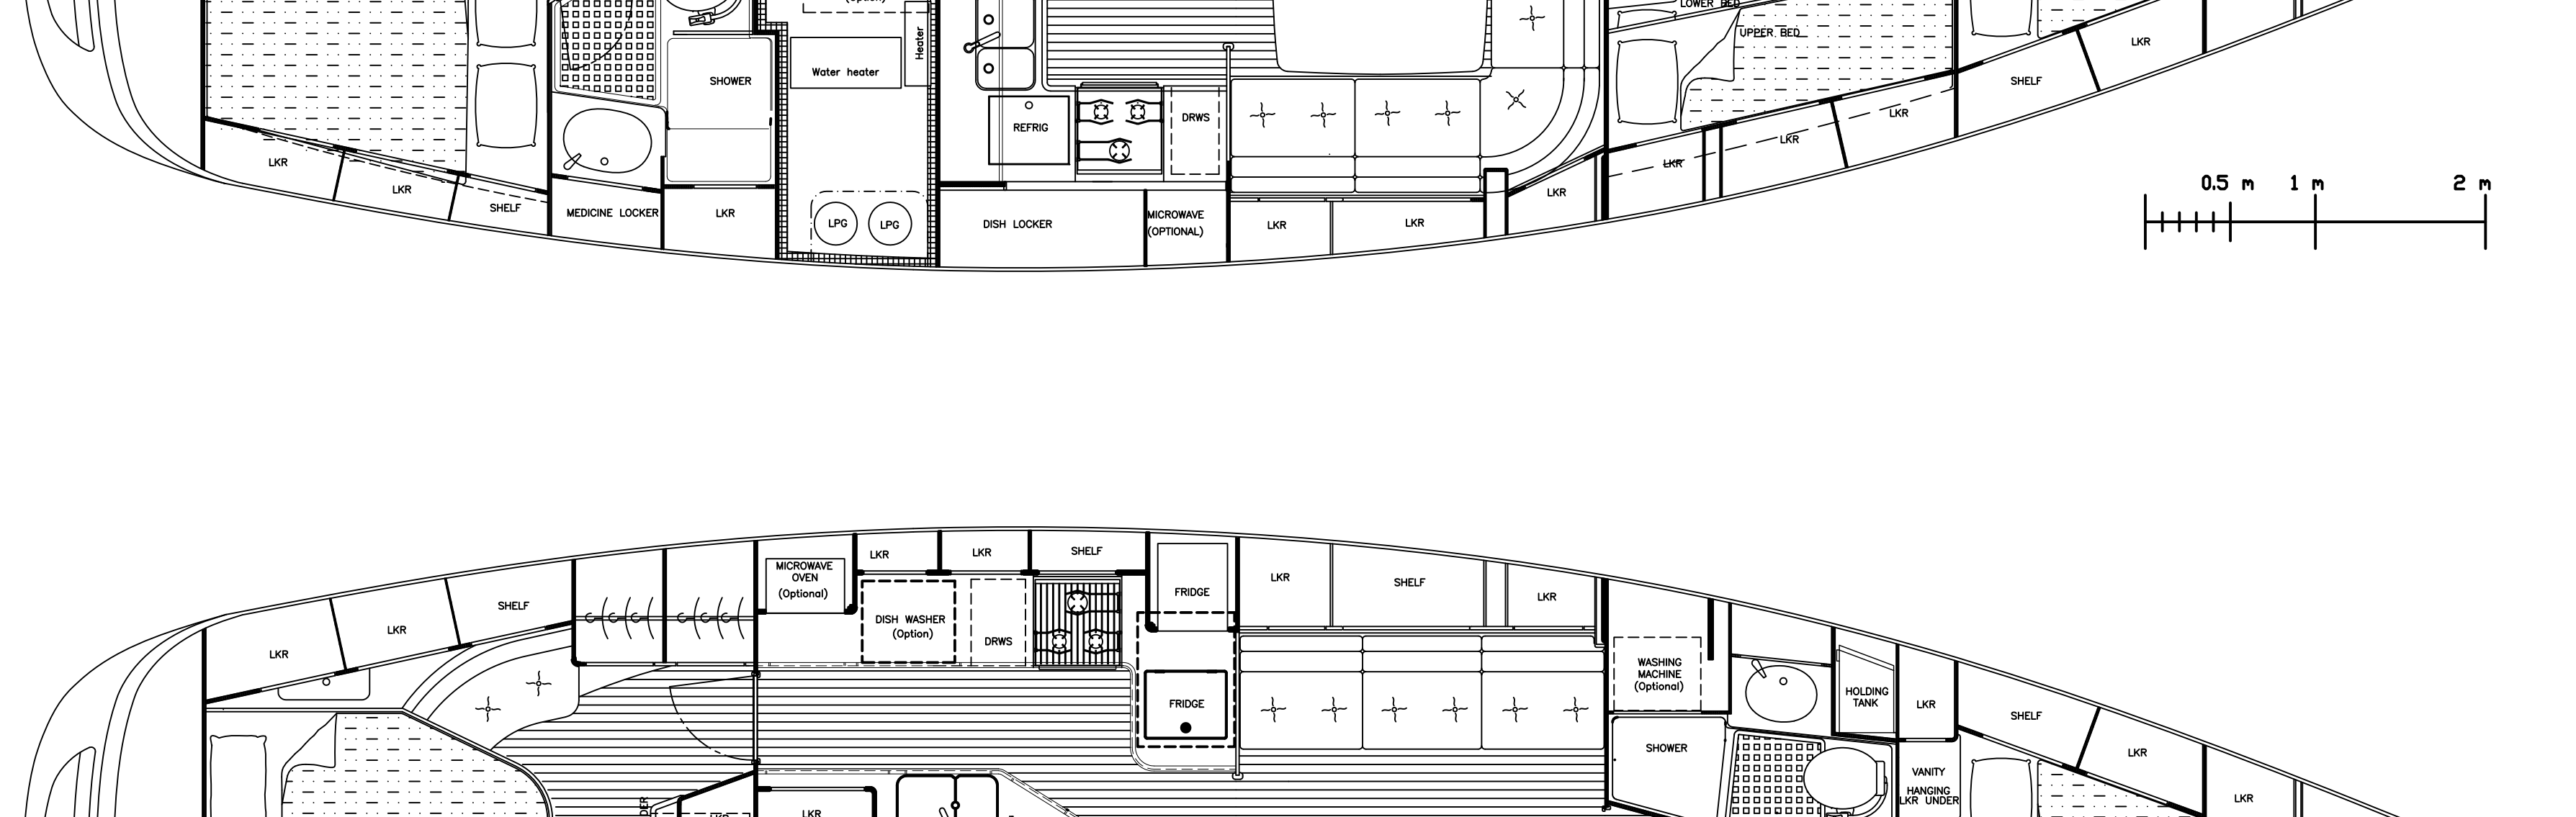 (Option)
LOWER BED
UPPER BED
LKR
Heater
Water heater
SHOWER
SHELF
REFRIG
DRWS
LKR
LKR
LKR
LKR
LKR
SHELF
MEDICINE LOCKER
LKR
LPG
LPG
DISH LOCKER
MICROWAVE
(OPTIONAL)
LKR
LKR
LKR
0.5 m
1 m
2 m
LKR
LKR
SHELF
MICROWAVE
OVEN
(Optional)
FRIDGE
LKR
SHELF
LKR
SHELF
LKR
LKR
DISH WASHER
(Option)
DRWS
WASHING
MACHINE
(Optional)
HOLDING
TANK
LKR
FRIDGE
SHELF
SHOWER
LKR
VANITY
HANGING
LKR UNDER
LKR
LKR